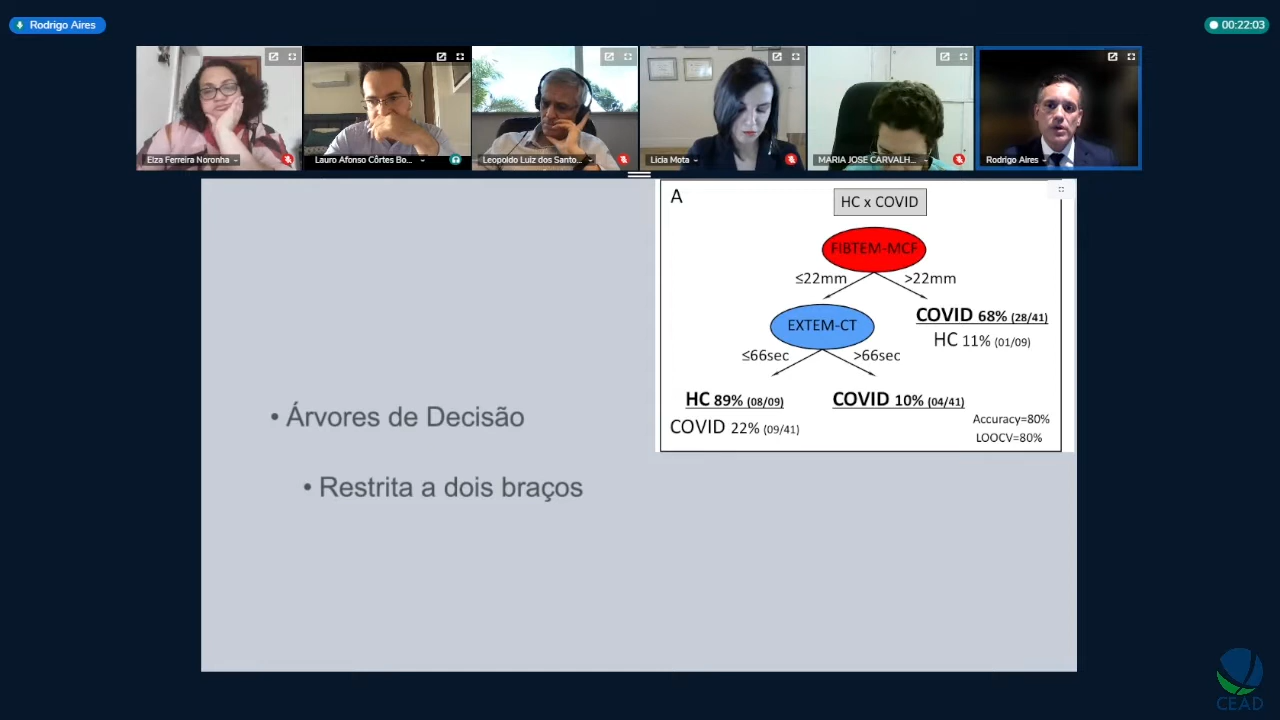 Rodrigo Aires
00:22:03
Elza Ferreira Noronha
Lauro Afonso Côrtes Bo...
Leopoldo Luiz dos Santo...
Licia Mota
MARIA JOSE CARVALH...
Rodrigo Aires
A
HC x COVID
FIBTEM-MCF
≤22mm
>22mm
EXTEM-CT
COVID 68% (28/41)
HC 11% (01/09)
≤66sec
>66sec
HC 89% (08/09)
COVID 10% (04/41)
COVID 22% (09/41)
Accuracy=80%
LOOCV=80%
• Árvores de Decisão
• Restrita a dois braços
CEAD